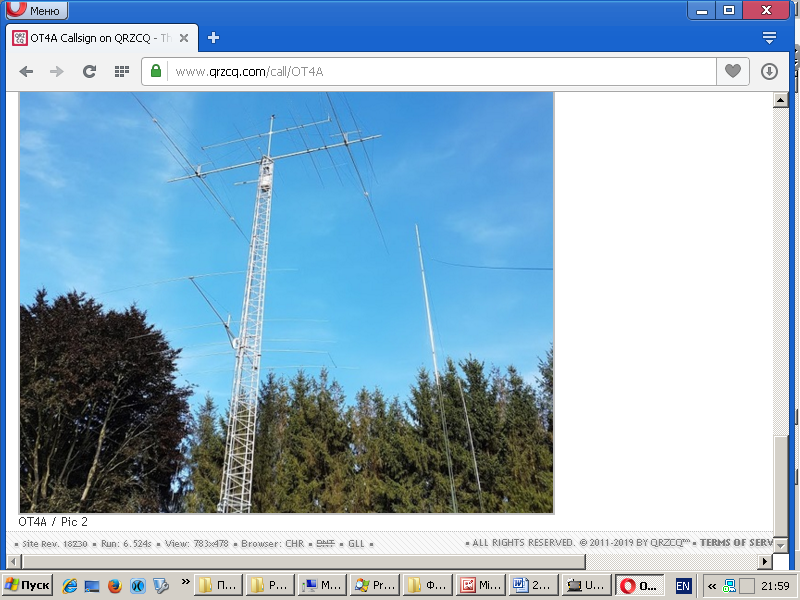 Меню
OT4A Callsign on QRZCQ - Th
www.qrzcq.com/call/OT4A
OT4A / Pic 2
Site Rev. 18230 ▪ Run: 6.524s ▪ View: 783x478 ▪ Browser: CHR ▪ BNT ▪ GLL ▪
▪ ALL RIGHTS RESERVED. © 2011-2019 BY QRZCQ™ ▪ TERMS OF SERV
Пуск
»
П...
P...
M...
Pr...
Ф...
Mi...
2...
U...
O...
EN
«
21:59